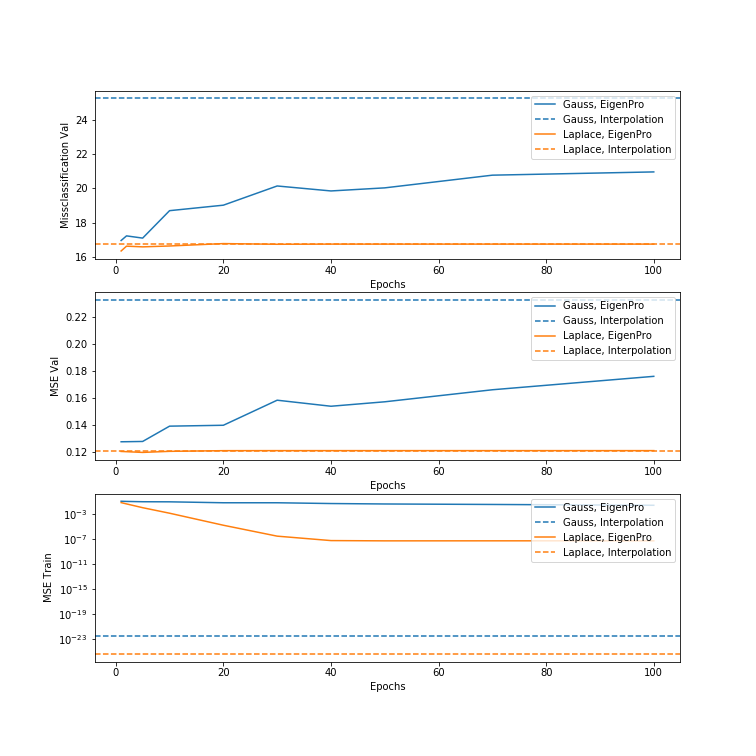 Missclassification Val
24
22
20
18
16
Gauss, EigenPro
Gauss, Interpolation
Laplace, EigenPro
Laplace, Interpolation
0 20 40 60 80 100
Epochs
MSE Val
0.22
0.20
0.18
0.16
0.14
0.12
Gauss, EigenPro
Gauss, Interpolation
Laplace, EigenPro
Laplace, Interpolation
0 20 40 60 80 100
Epochs
MSE Train
10⁻³
10⁻⁷
10⁻¹¹
10⁻¹⁵
10⁻¹⁹
10⁻²³
Gauss, EigenPro
Gauss, Interpolation
Laplace, EigenPro
Laplace, Interpolation
0 20 40 60 80 100
Epochs